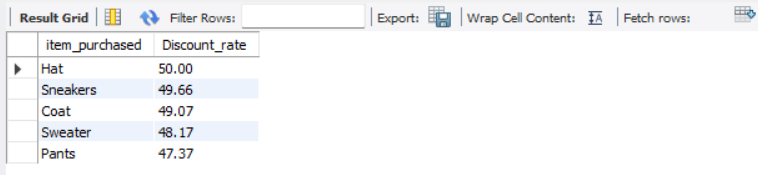 Result Grid Filter Rows: Export: Wrap Cell Content: IA Fetch rows:
item_purchased Discount_rate
Hat 50.00
Sneakers 49.66
Coat 49.07
Sweater 48.17
Pants 47.37